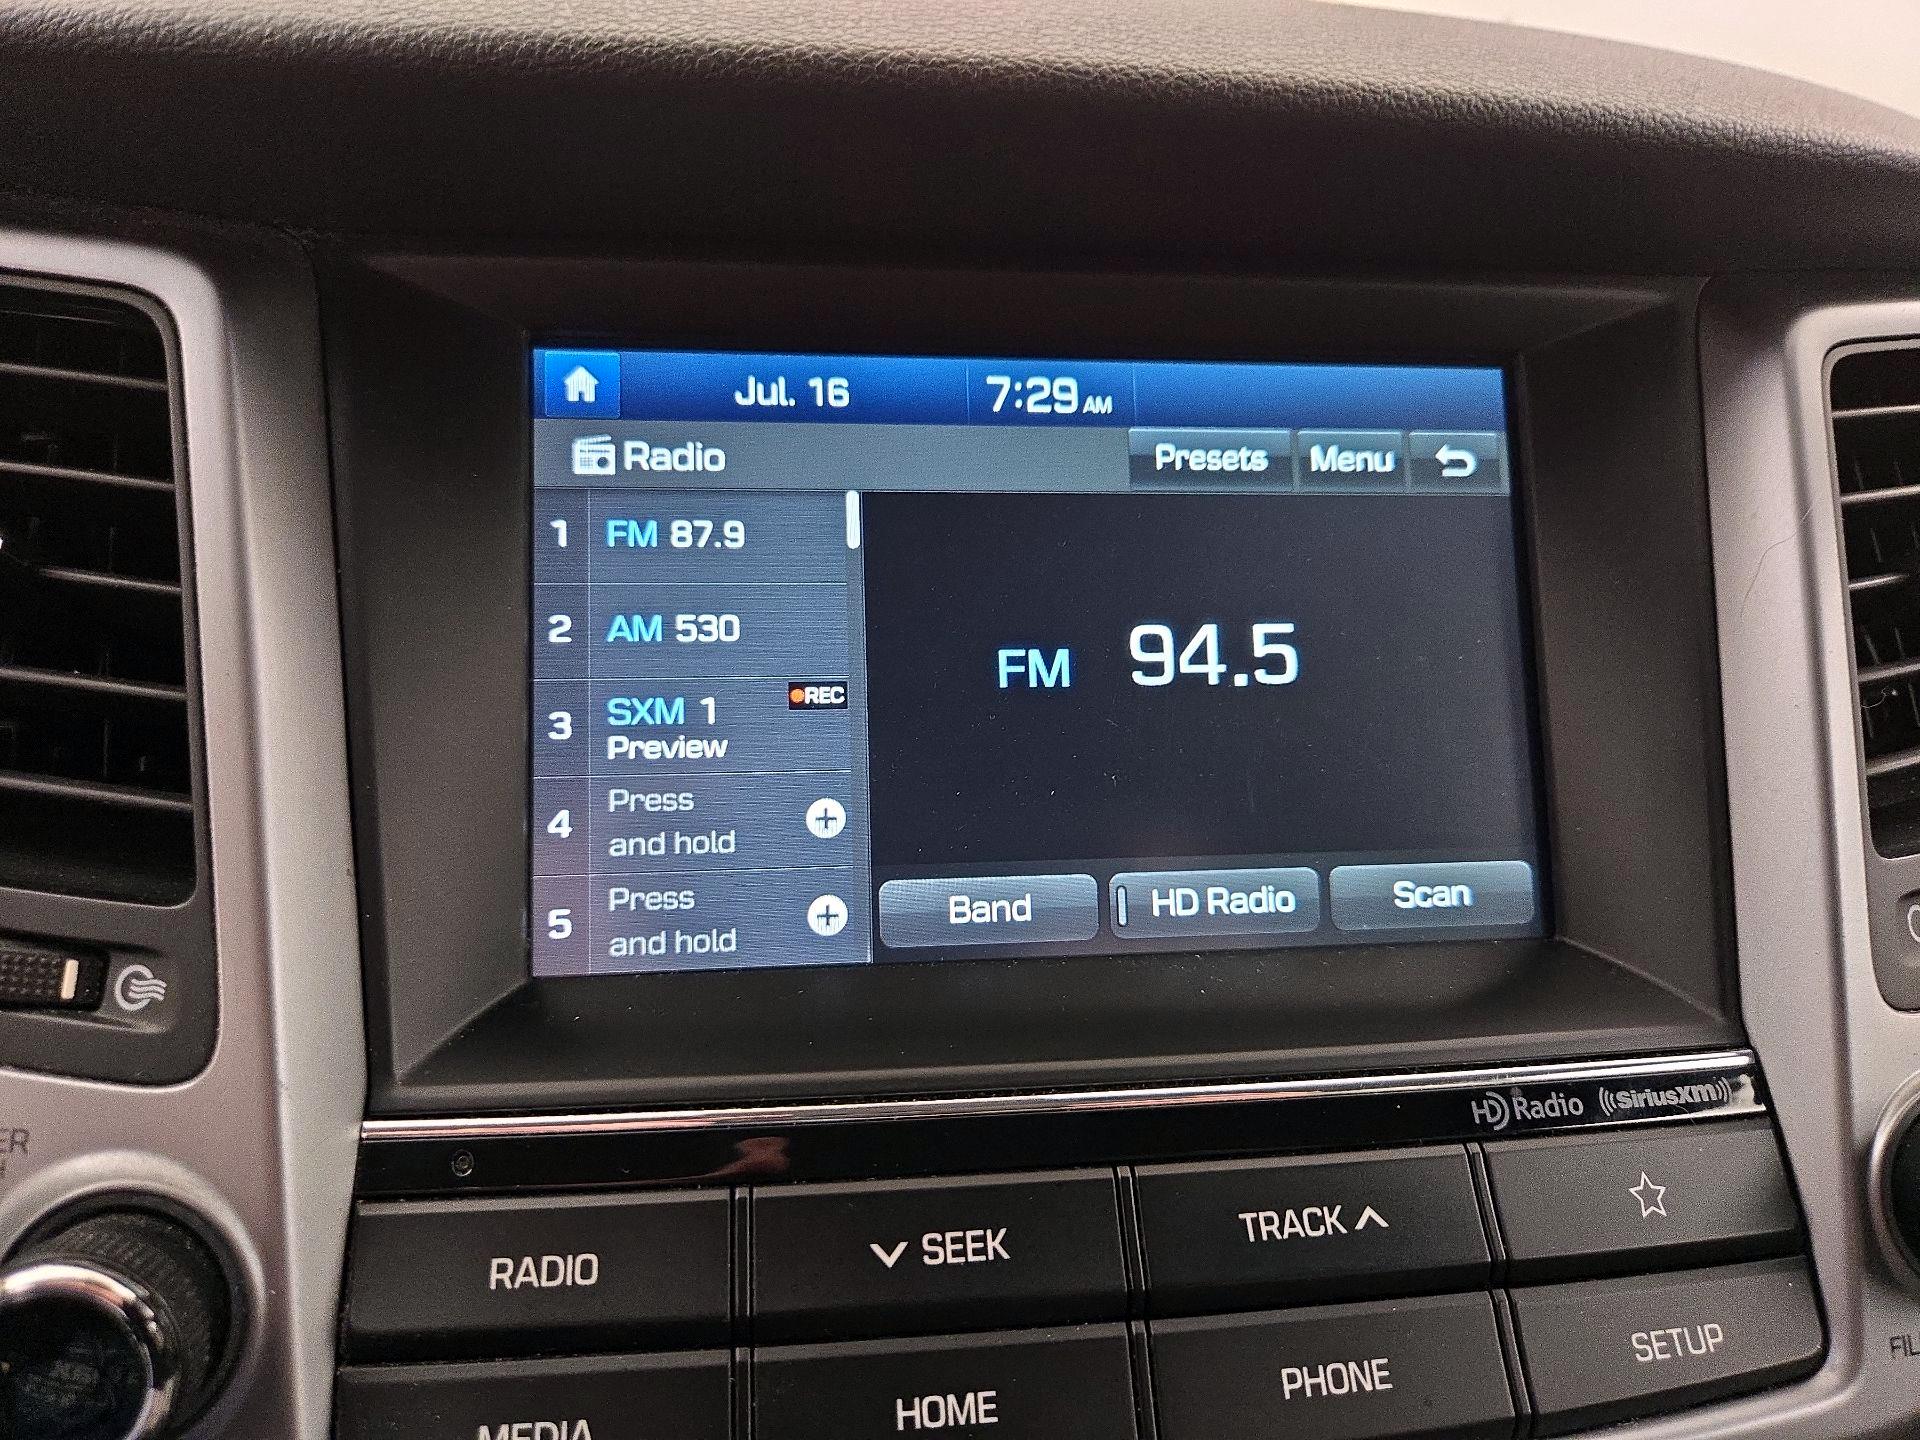 Jul. 16 7:29 AM
Radio Presets Menu
1 FM 87.9
2 AM 530
3 SXM 1 REC
Preview
4 Press
and hold
5 Press
and hold
FM 94.5
Band HD Radio Scan
HD Radio SiriusXM
RADIO SEEK TRACK
MEDIA HOME PHONE SETUP